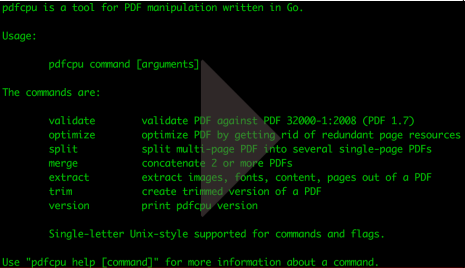 pdfcpu is a tool for PDF manipulation written in Go.
Usage:
pdfcpu command [arguments]
The commands are:
validate validate PDF against PDF 32000-1:2008 (PDF 1.7)
optimize optimize PDF by getting rid of redundant page resources
split split multi-page PDF into several single-page PDFs
merge concatenate 2 or more PDFs
extract extract images, fonts, content, pages out of a PDF
trim create trimmed version of a PDF
version print pdfcpu version
Single-letter Unix-style supported for commands and flags.
Use "pdfcpu help [command]" for more information about a command.